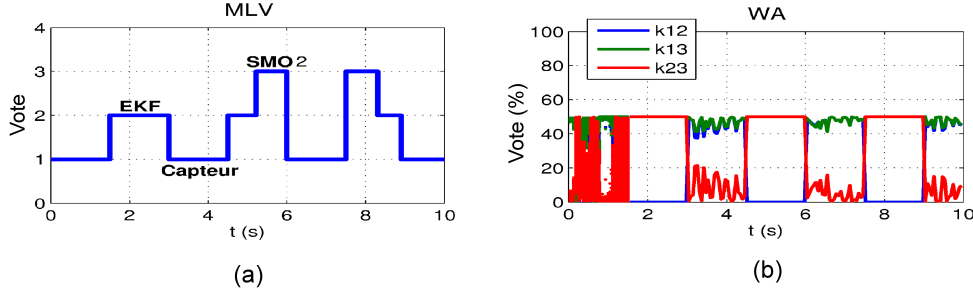 MLV
4
3
2
1
0
Vote
EKF
SMO 2
Capteur
0 2 4 6 8 10
t (s)
(a)
WA
100
80
60
40
20
0
Vote (%)
k12
k13
k23
0 2 4 6 8 10
t (s)
(b)